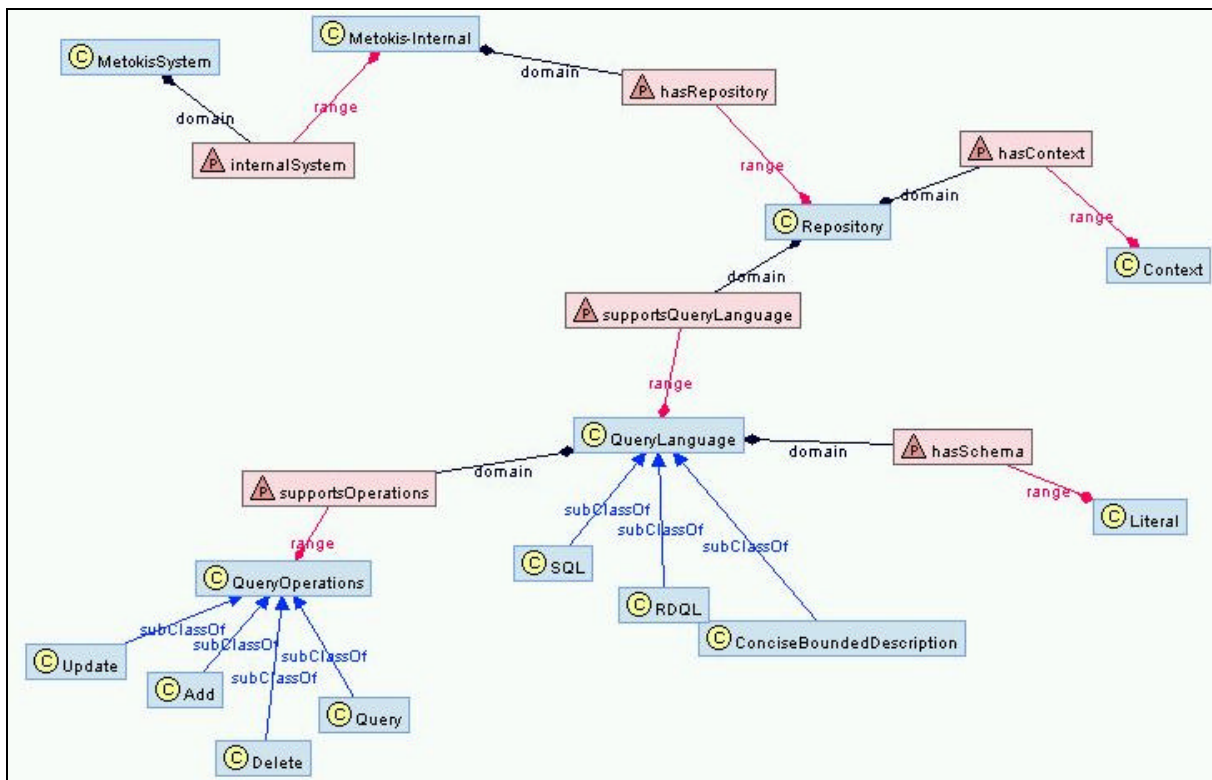 Metokis-Internal
MetokisSystem
domain
hasRepository
range
domain
internalSystem
hasContext
range
domain
Repository
range
Context
domain
supportsQueryLanguage
range
QueryLanguage
domain
hasSchema
domain
supportsOperations
range
subClassOf
Literal
subClassOf
range
subClassOf
SQL
QueryOperations
RDQL
subClassOf
ConciseBoundedDescription
subClassOf
subClassOf
Update
subClassOf
Add
Query
Delete
C
C
P
P
P
C
C
P
C
P
P
C
C
C
C
C
C
C
C
C
C